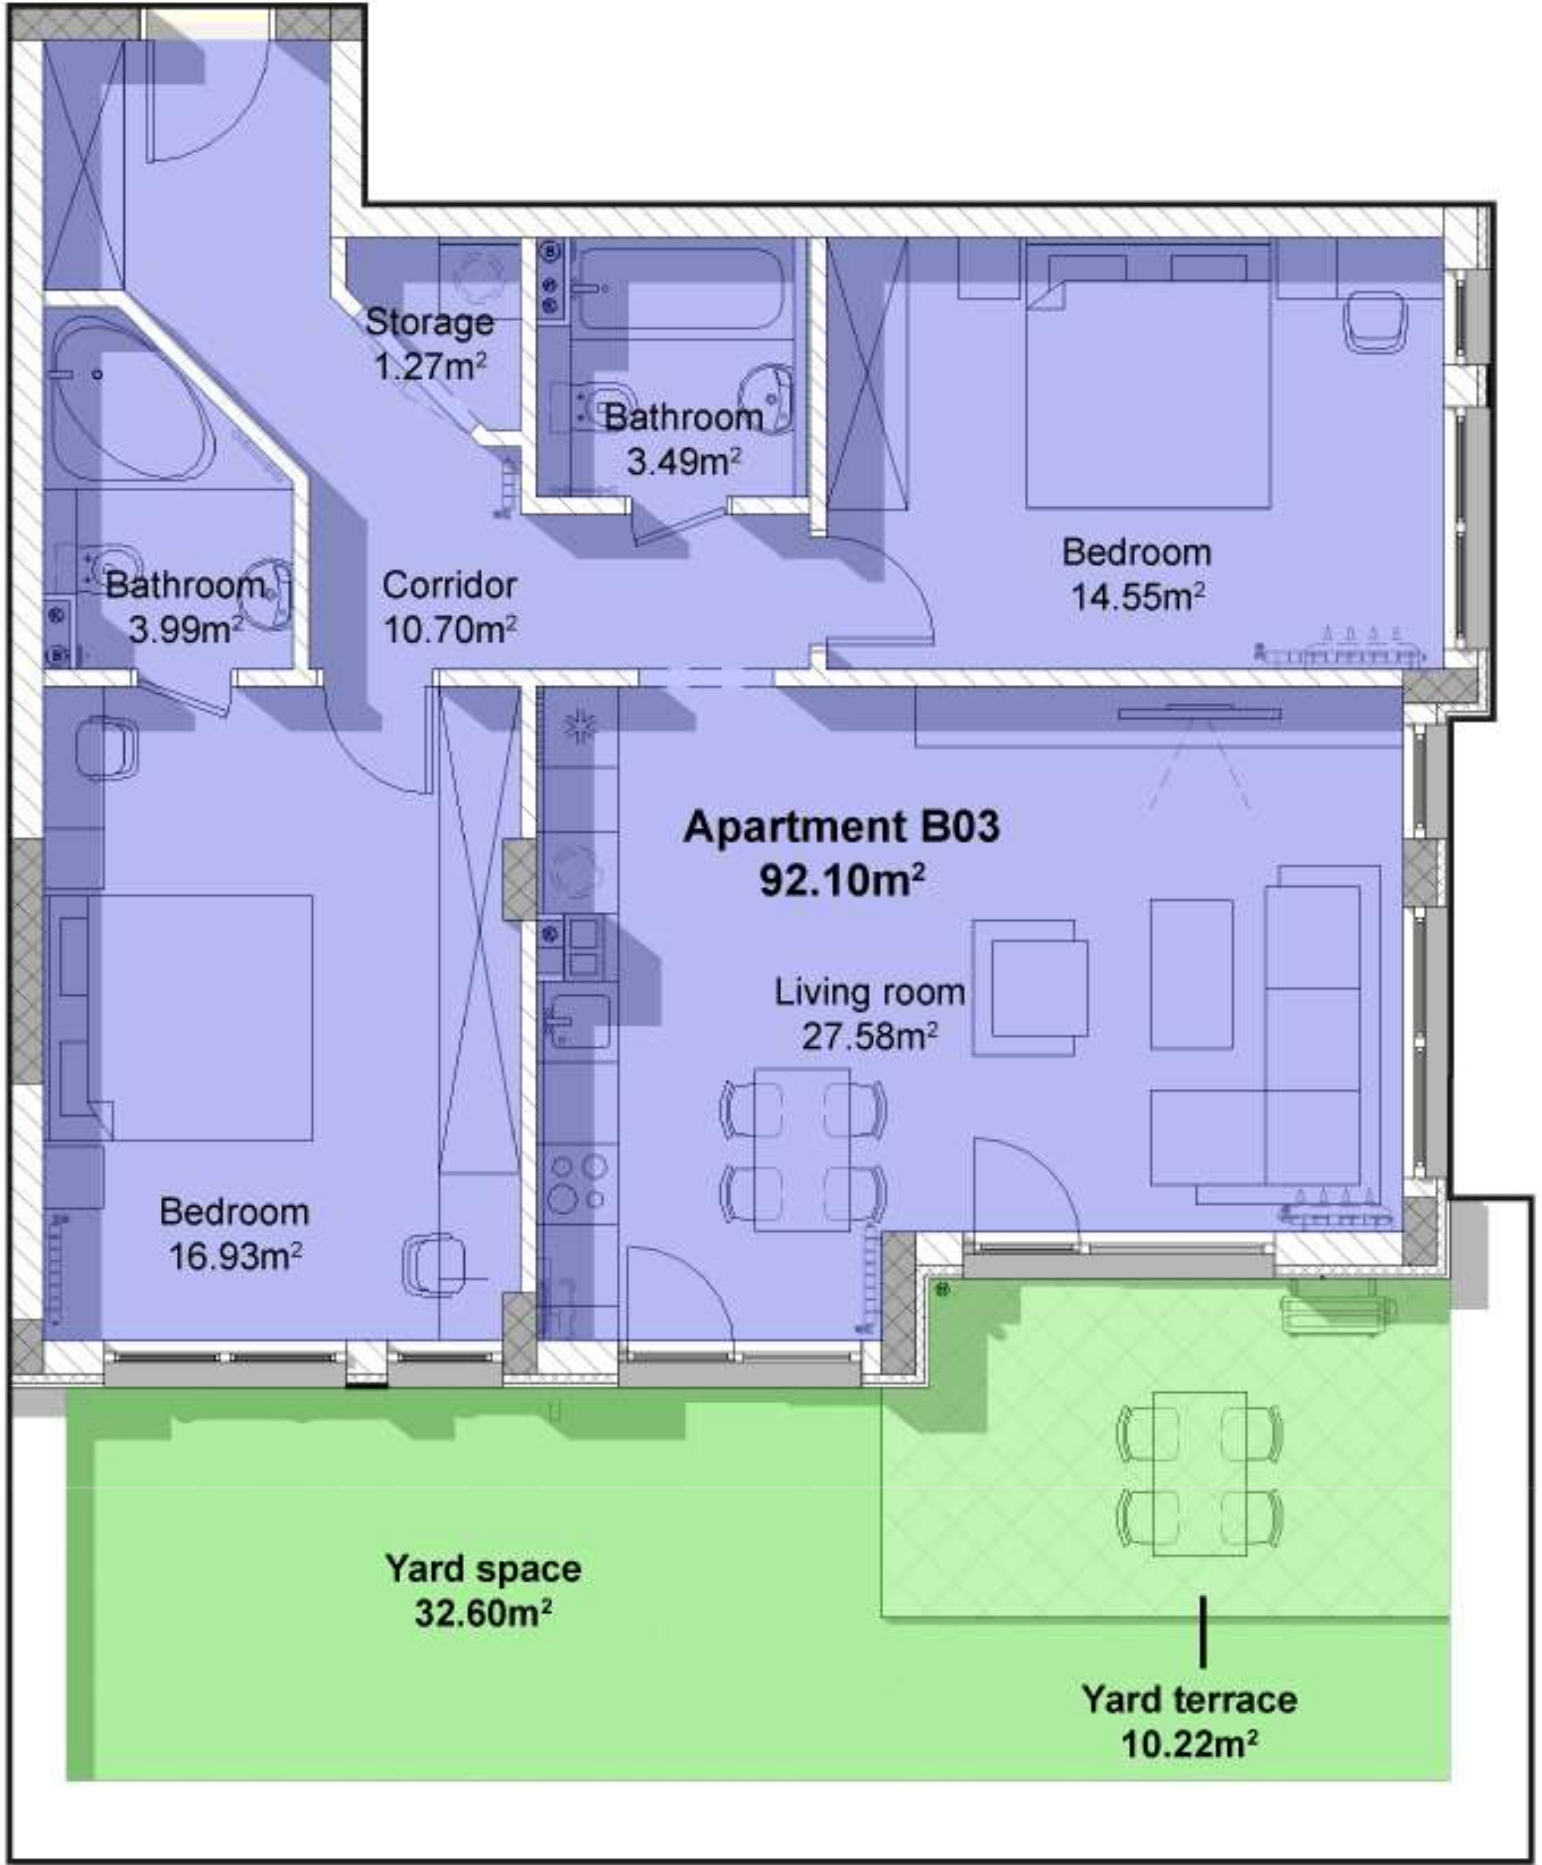 Storage
1.27m²
Bathroom
3.49m²
Bedroom
14.55m²
Bathroom
3.99m²
Corridor
10.70m²
Apartment B03
92.10m²
Living room
27.58m²
Bedroom
16.93m²
Yard space
32.60m²
Yard terrace
10.22m²